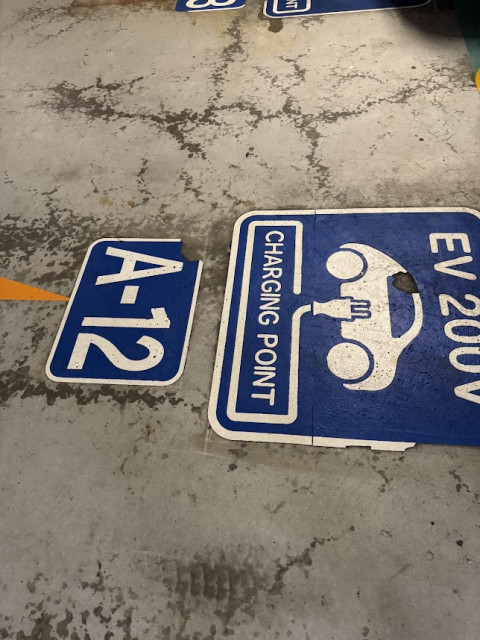 EV 200V
CHARGING POINT
A-12